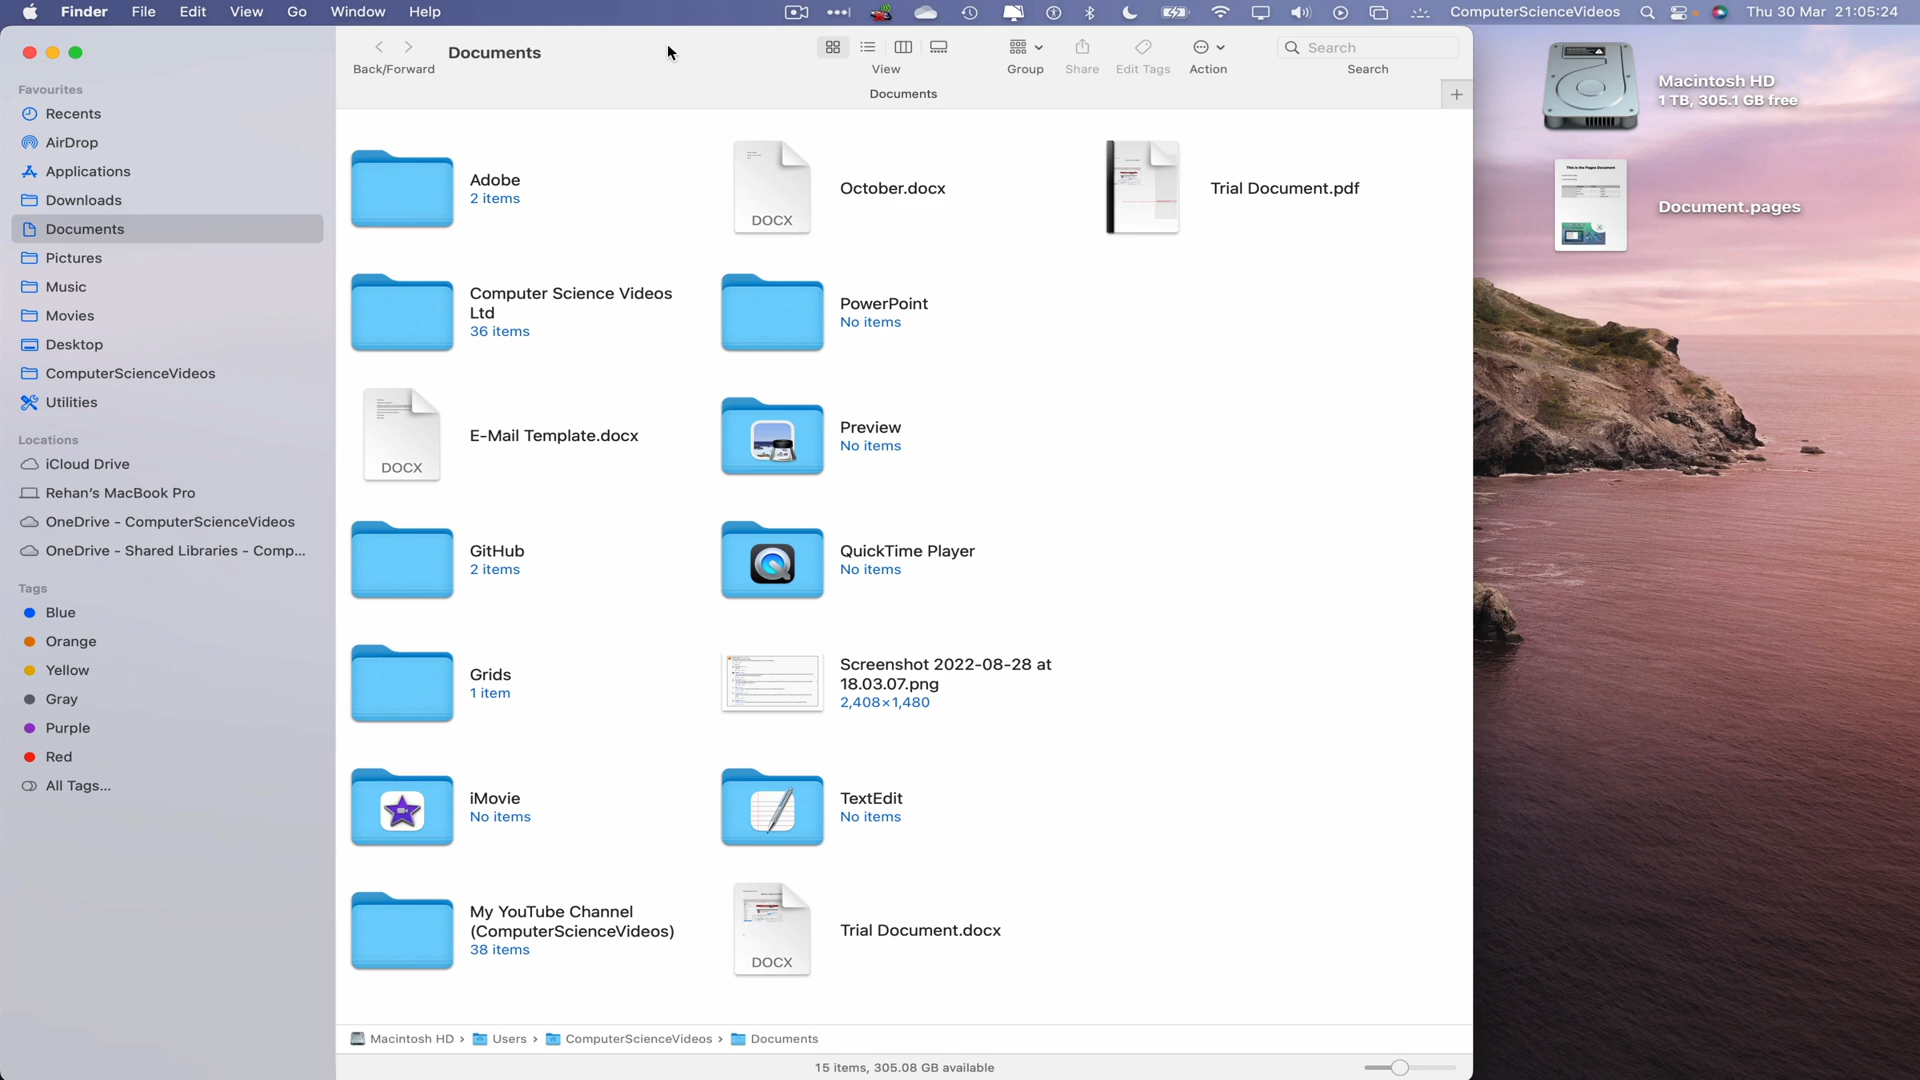 Finder File Edit View Go Window Help
ComputerScienceVideos Thu 30 Mar 21:05:24
Back/Forward
Documents
View
Group
Share
Edit Tags
Action
Search
Search
Documents
Favourites
Recents
AirDrop
Applications
Downloads
Documents
Pictures
Music
Movies
Desktop
ComputerScienceVideos
Utilities
Locations
iCloud Drive
Rehan's MacBook Pro
OneDrive - ComputerScienceVideos
OneDrive - Shared Libraries - Comp...
Tags
Blue
Orange
Yellow
Gray
Purple
Red
All Tags...
Adobe
2 items
Computer Science Videos
Ltd
36 items
DOCX
E-Mail Template.docx
GitHub
2 items
Grids
1 item
iMovie
No items
My YouTube Channel
(ComputerScienceVideos)
38 items
DOCX
October.docx
PowerPoint
No items
Preview
No items
QuickTime Player
No items
Screenshot 2022-08-28 at
18.03.07.png
2,408×1,480
TextEdit
No items
DOCX
Trial Document.docx
Trial Document.pdf
Macintosh HD › Users › ComputerScienceVideos › Documents
15 items, 305.08 GB available
Macintosh HD
1 TB, 305.1 GB free
This is the Pages Document
Document.pages